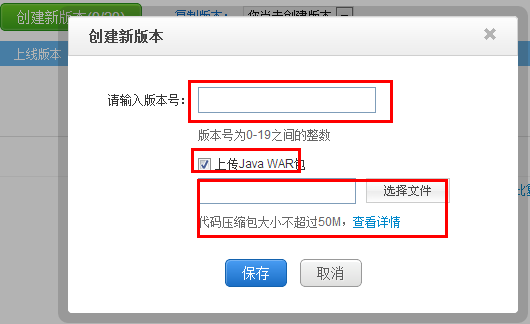 创建新版本(0/20)
复制版本：
您尚未创建版本
上线版本
创建新版本
请输入版本号：
版本号为0-19之间的整数
上传Java WAR包
选择文件
代码压缩包大小不超过50M，查看详情
保存
取消